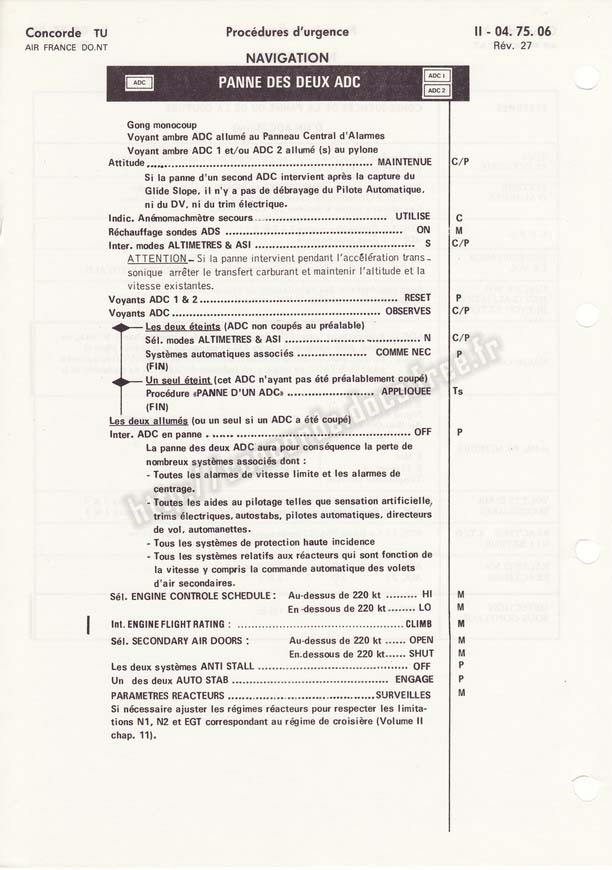 Concorde TU
Procédures d'urgence
II - 04. 75. 06
AIR FRANCE DO.NT
Rév. 27
NAVIGATION
ADC
PANNE DES DEUX ADC
ADC 1
ADC 2
Gong monocoup
Voyant ambre ADC allumé au Panneau Central d'Alarmes
Voyant ambre ADC 1 et/ou ADC 2 allumé (s) au pylone
Attitude .......... MAINTENUE C/P
Si la panne d'un second ADC intervient après la capture du
Glide Slope, il n'y a pas de débrayage du Pilote Automatique,
ni du DV, ni du trim électrique.
Indic. Anémomachmètre secours .......... UTILISE C
Réchauffage sondes ADS .......... ON M
Inter. modes ALTIMETRES & ASI .......... S C/P
ATTENTION - Si la panne intervient pendant l'accélération trans -
sonique arrêter le transfert carburant et maintenir l'altitude et la
vitesse existantes.
Voyants ADC 1 & 2 .......... RESET P
Voyants ADC .......... OBSERVES C/P
Les deux éteints (ADC non coupés au préalable)
Sél. modes ALTIMETRES & ASI .......... N C/P
Systèmes automatiques associés .......... COMME NEC P
(FIN)
Un seul éteint (cet ADC n'ayant pas été préalablement coupé)
Procédure «PANNE D'UN ADC» .......... APPLIQUEE Ts
(FIN)
Les deux allumés (ou un seul si un ADC a été coupé)
Inter. ADC en panne .......... OFF P
La panne des deux ADC aura pour conséquence la perte de
nombreux systèmes associés dont :
- Toutes les alarmes de vitesse limite et les alarmes de
centrage.
- Toutes les aides au pilotage telles que sensation artificielle,
trims électriques, autostabs, pilotes automatiques, directeurs
de vol, automanettes.
- Tous les systèmes de protection haute incidence
- Tous les systèmes relatifs aux réacteurs qui sont fonction de
la vitesse y compris la commande automatique des volets
d'air secondaires.
Sél. ENGINE CONTROLE SCHEDULE : Au-dessus de 220 kt ......... HI M
En -dessous de 220 kt ........ LO M
Int. ENGINE FLIGHT RATING : .......... CLIMB M
Sél. SECONDARY AIR DOORS : Au-dessus de 220 kt ...... OPEN M
En.dessous de 220 kt ...... SHUT M
Les deux systèmes ANTI STALL .......... OFF P
Un des deux AUTO STAB .......... ENGAGE P
PARAMETRES REACTEURS .......... SURVEILLES M
Si nécessaire ajuster les régimes réacteurs pour respecter les limita-
tions N1, N2 et EGT correspondant au régime de croisière (Volume II
chap. 11).